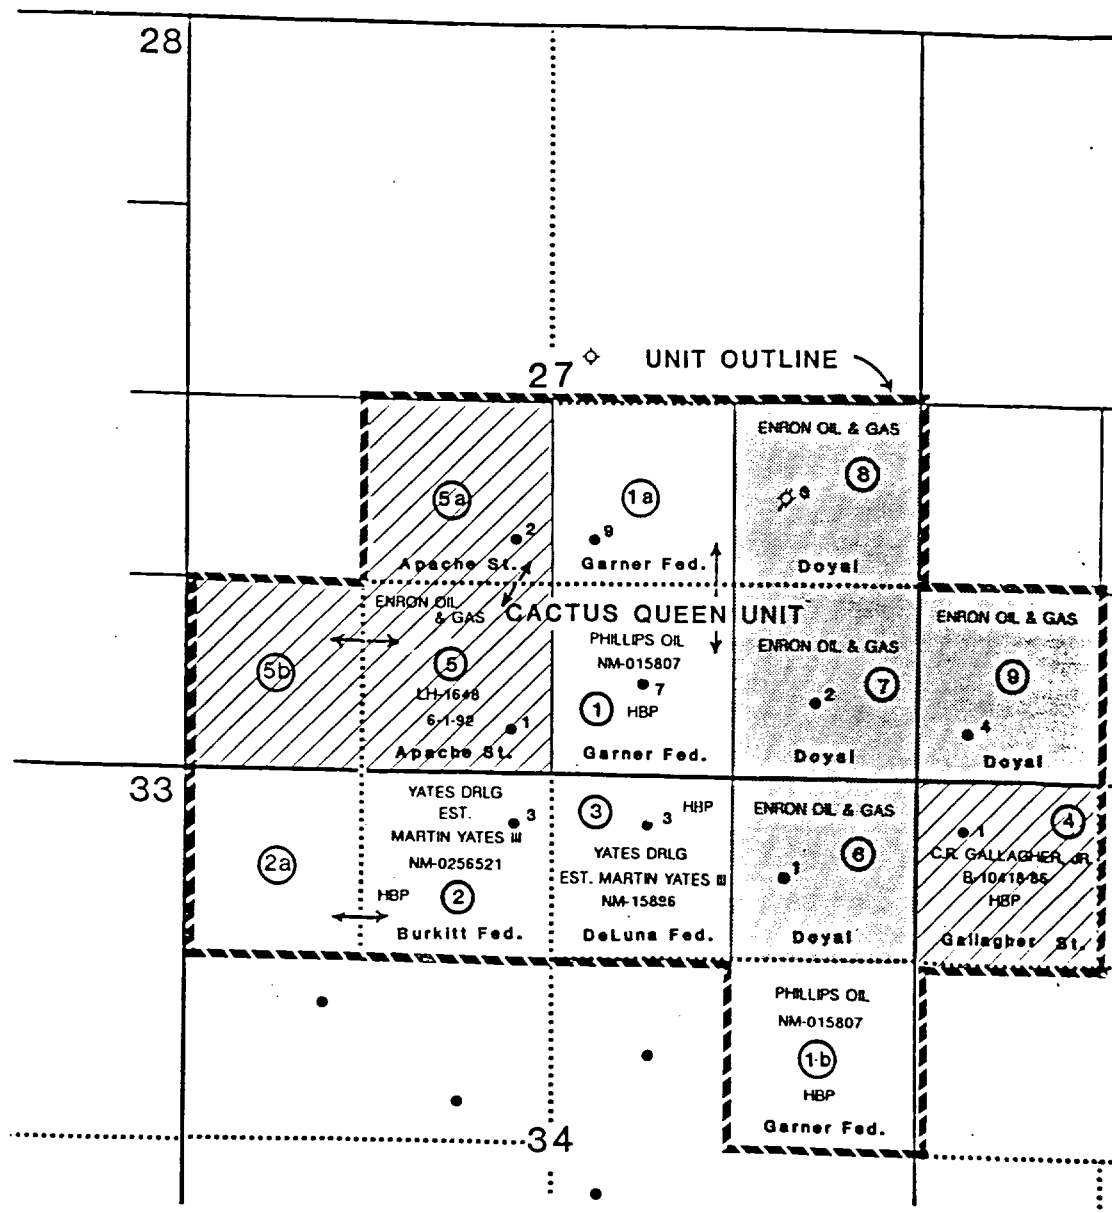 28
27
UNIT OUTLINE
ENRON OIL & GAS
8
5a
1a
2
9
Apache St.
Garner Fed.
Doyal
ENRON OIL
& GAS
CACTUS QUEEN UNIT
ENRON OIL & GAS
PHILLIPS OIL
NM-015807
ENRON OIL & GAS
5b
5
7
9
LH-1648
7
2
6-1-92
1
HBP
1
4
Apache St.
Garner Fed.
Doyal
Doyal
33
YATES DRLG
EST.
MARTIN YATES III
NM-0256521
3
3
3
HBP
ENRON OIL & GAS
4
1
C.R. GALLAGHER, JR.
B-10418-86
HBP
YATES DRLG
EST. MARTIN YATES III
6
1
2a
HBP
2
Burkitt Fed.
DeLuna Fed.
Doyal
Gallagher St.
PHILLIPS OIL
NM-015807
1-b
HBP
Garner Fed.
34